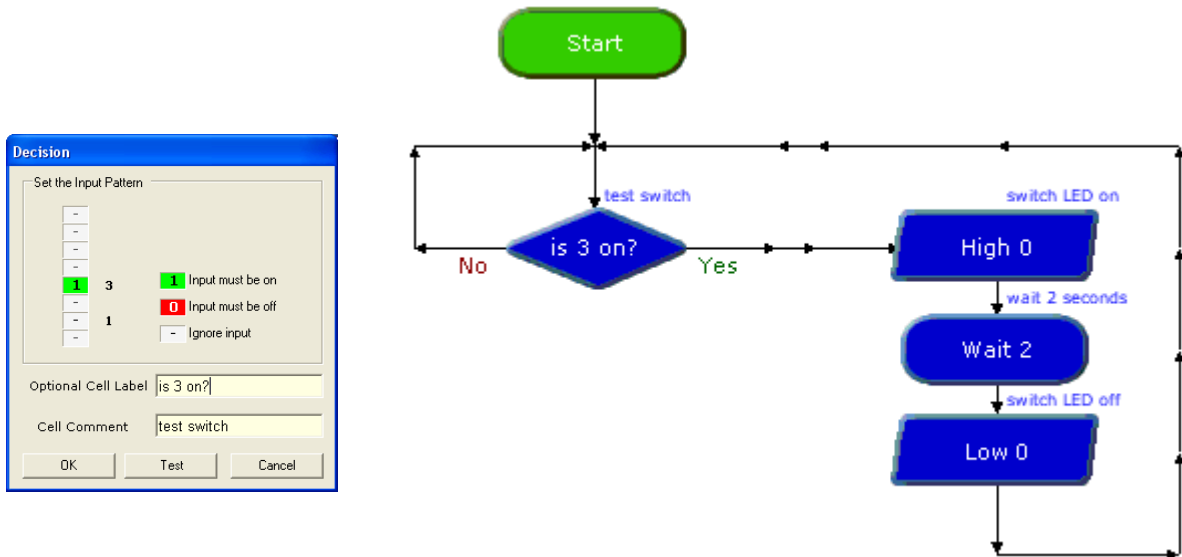 Decision
Set the Input Pattern
-
-
-
-
1 3
-
- 1
-
1 Input must be on
0 Input must be off
- Ignore input
Optional Cell Label is 3 on?
Cell Comment test switch
OK Test Cancel
Start
test switch
is 3 on?
No
Yes
switch LED on
High 0
wait 2 seconds
Wait 2
switch LED off
Low 0